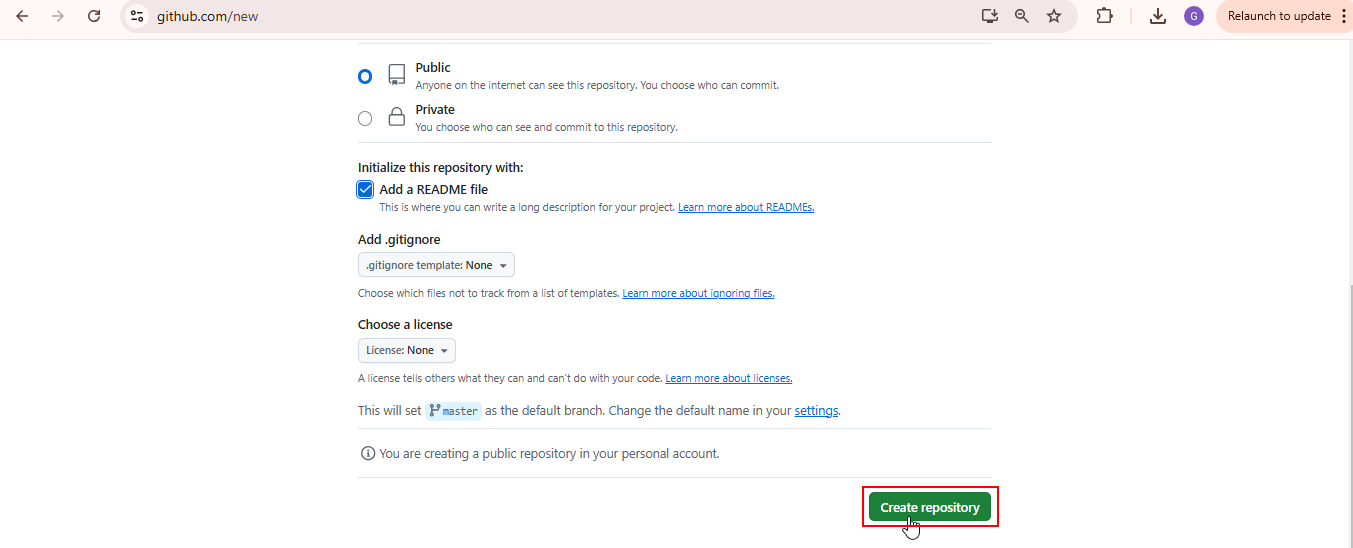 github.com/new
G
Relaunch to update
Public
Anyone on the internet can see this repository. You choose who can commit.
Private
You choose who can see and commit to this repository.
Initialize this repository with:
Add a README file
This is where you can write a long description for your project. Learn more about READMEs.
Add .gitignore
.gitignore template: None
Choose which files not to track from a list of templates. Learn more about ignoring files.
Choose a license
License: None
A license tells others what they can and can't do with your code. Learn more about licenses.
This will set master as the default branch. Change the default name in your settings.
You are creating a public repository in your personal account.
Create repository